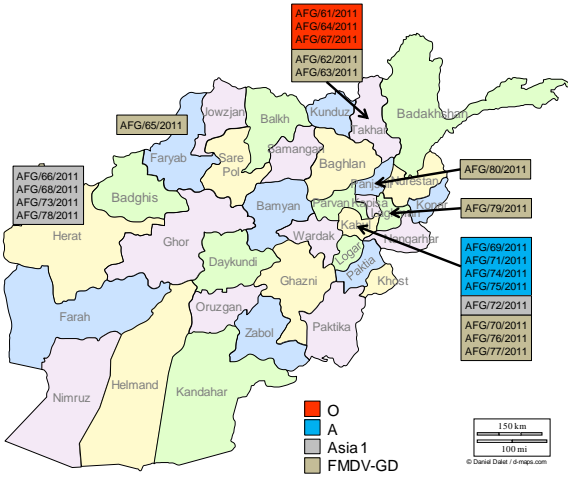 AFG/61/2011
AFG/64/2011
AFG/67/2011
AFG/62/2011
AFG/63/2011
AFG/65/2011
AFG/66/2011
AFG/68/2011
AFG/73/2011
AFG/78/2011
AFG/80/2011
AFG/79/2011
AFG/69/2011
AFG/71/2011
AFG/74/2011
AFG/75/2011
AFG/72/2011
AFG/70/2011
AFG/76/2011
AFG/77/2011
Jowzjan
Balkh
Kunduz
Takhar
Badakhshan
Faryab
Sare
Pol
Samangan
Baghlan
Nurestan
Badghis
Bamyan
Parvan
Kapisa
Konar
Herat
Ghor
Wardak
Kabul
Nangarhar
Daykundi
Logar
Paktia
Ghazni
Khost
Farah
Oruzgan
Zabol
Paktika
Nimruz
Helmand
Kandahar
O
A
Asia 1
FMDV-GD
150 km
100 mi
© Daniel Dalet / d-maps.com